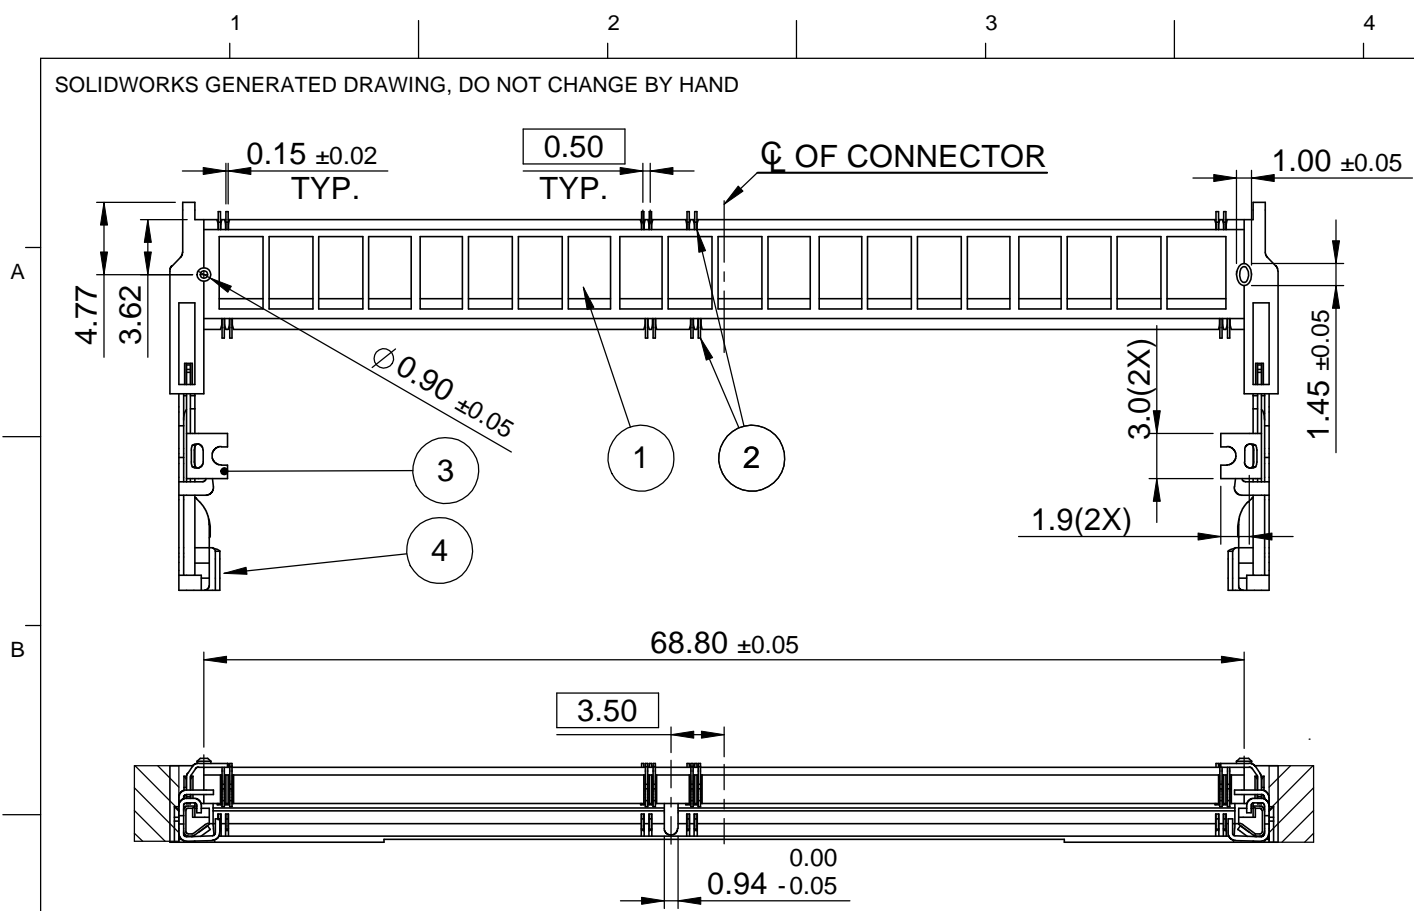 1 2 3 4
SOLIDWORKS GENERATED DRAWING, DO NOT CHANGE BY HAND
0.15 ±0.02
TYP.
0.50
TYP.
℄ OF CONNECTOR
1.00 ±0.05
A
4.77
3.62
∅ 0.90 ±0.05
3.0(2X)
1.45 ±0.05
1
2
3
4
1.9(2X)
B
68.80 ±0.05
3.50
0.00
0.94 -0.05